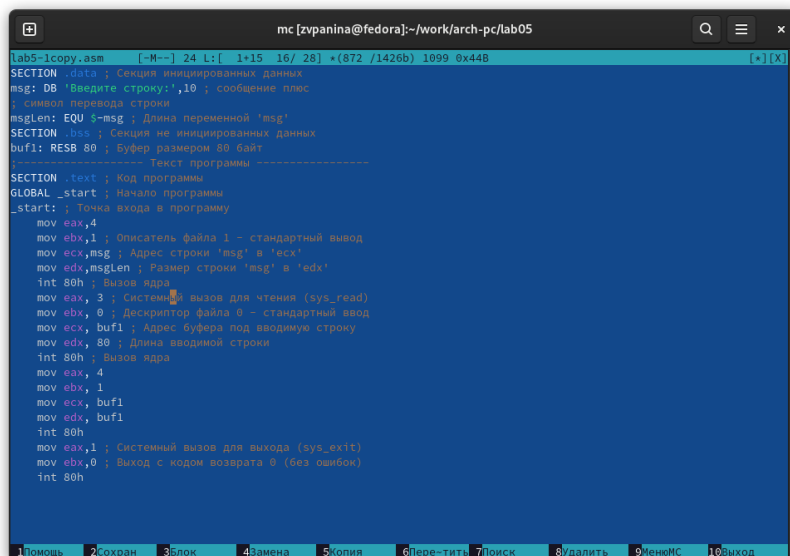 mc [zvpanina@fedora]:~/work/arch-pc/lab05
lab5-1copy.asm [-M--] 24 L:[ 1+15 16/ 28] *(872 /1426b) 1099 0x44B [*][X]
SECTION .data ; Секция инициированных данных
msg: DB 'Введите строку:',10 ; сообщение плюс
; символ перевода строки
msgLen: EQU $-msg ; Длина переменной 'msg'
SECTION .bss ; Секция не инициированных данных
buf1: RESB 80 ; Буфер размером 80 байт
;------------------- Текст программы -----------------
SECTION .text ; Код программы
GLOBAL _start ; Начало программы
_start: ; Точка входа в программу
mov eax,4
mov ebx,1 ; Описатель файла 1 - стандартный вывод
mov ecx,msg ; Адрес строки 'msg' в 'ecx'
mov edx,msgLen ; Размер строки 'msg' в 'edx'
int 80h ; Вызов ядра
mov eax, 3 ; Системный вызов для чтения (sys_read)
mov ebx, 0 ; Дескриптор файла 0 - стандартный ввод
mov ecx, buf1 ; Адрес буфера под вводимую строку
mov edx, 80 ; Длина вводимой строки
int 80h ; Вызов ядра
mov eax, 4
mov ebx, 1
mov ecx, buf1
mov edx, buf1
int 80h
mov eax,1 ; Системный вызов для выхода (sys_exit)
mov ebx,0 ; Выход с кодом возврата 0 (без ошибок)
int 80h
1Помощь 2Сохран 3Блок 4Замена 5Копия 6Пере~тить 7Поиск 8Удалить 9МенюMC 10Выход